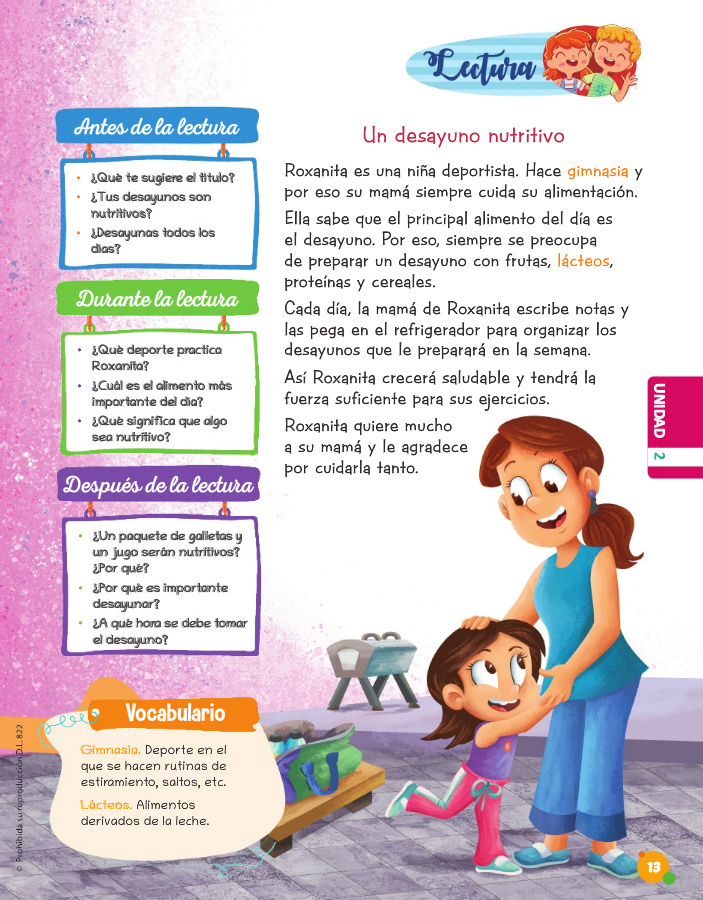 Lectura
Antes de la lectura
• ¿Qué te sugiere el título?
• ¿Tus desayunos son
nutritivos?
• ¿Desayunas todos los
días?
Durante la lectura
• ¿Qué deporte practica
Roxanita?
• ¿Cuál es el alimento más
importante del día?
• ¿Qué significa que algo
sea nutritivo?
Después de la lectura
• ¿Un paquete de galletas y
un jugo serán nutritivos?
¿Por qué?
• ¿Por qué es importante
desayunar?
• ¿A qué hora se debe tomar
el desayuno?
Vocabulario
Gimnasia. Deporte en el
que se hacen rutinas de
estiramiento, saltos, etc.
Lácteos. Alimentos
derivados de la leche.
Un desayuno nutritivo
Roxanita es una niña deportista. Hace gimnasia y
por eso su mamá siempre cuida su alimentación.
Ella sabe que el principal alimento del día es
el desayuno. Por eso, siempre se preocupa
de preparar un desayuno con frutas, lácteos,
proteínas y cereales.
Cada día, la mamá de Roxanita escribe notas y
las pega en el refrigerador para organizar los
desayunos que le preparará en la semana.
Así Roxanita crecerá saludable y tendrá la
fuerza suficiente para sus ejercicios.
Roxanita quiere mucho
a su mamá y le agradece
por cuidarla tanto.
UNIDAD 2
© Prohibida su reproducción D.L. 822
13